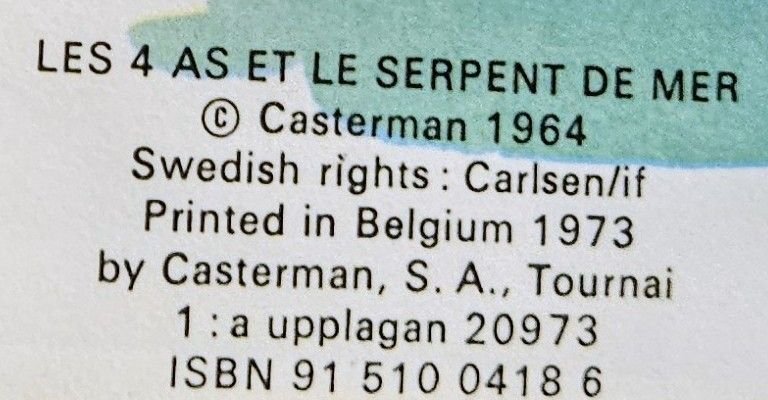 LES 4 AS ET LE SERPENT DE MER
© Casterman 1964
Swedish rights : Carlsen/if
Printed in Belgium 1973
by Casterman, S. A., Tournai
1 : a upplagan 20973
ISBN 91 510 0418 6